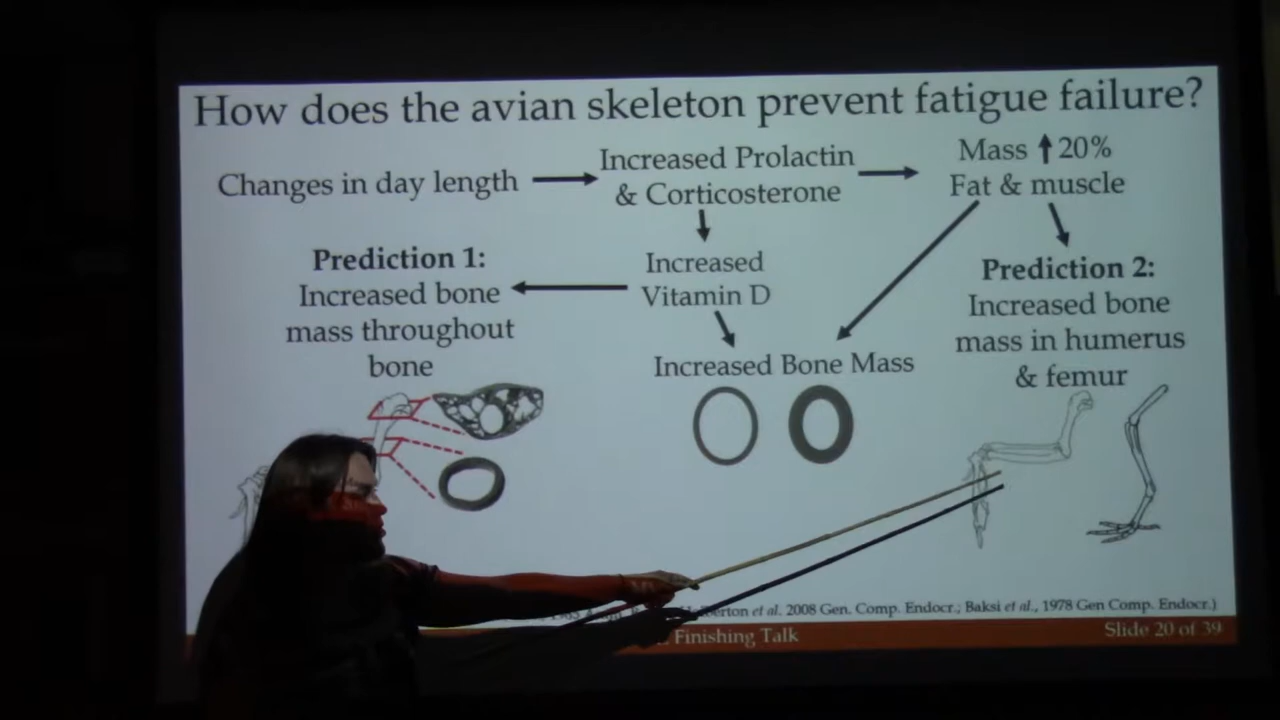 How does the avian skeleton prevent fatigue failure?
Changes in day length
Increased Prolactin
& Corticosterone
Mass 20%
Fat & muscle
Prediction 1:
Increased bone
mass throughout
bone
Increased
Vitamin D
Increased Bone Mass
Prediction 2:
Increased bone
mass in humerus
& femur
et al. 2008 Gen. Comp. Endocr.; Baksi et al., 1978 Gen Comp. Endocr.)
Finishing Talk
Slide 20 of 39